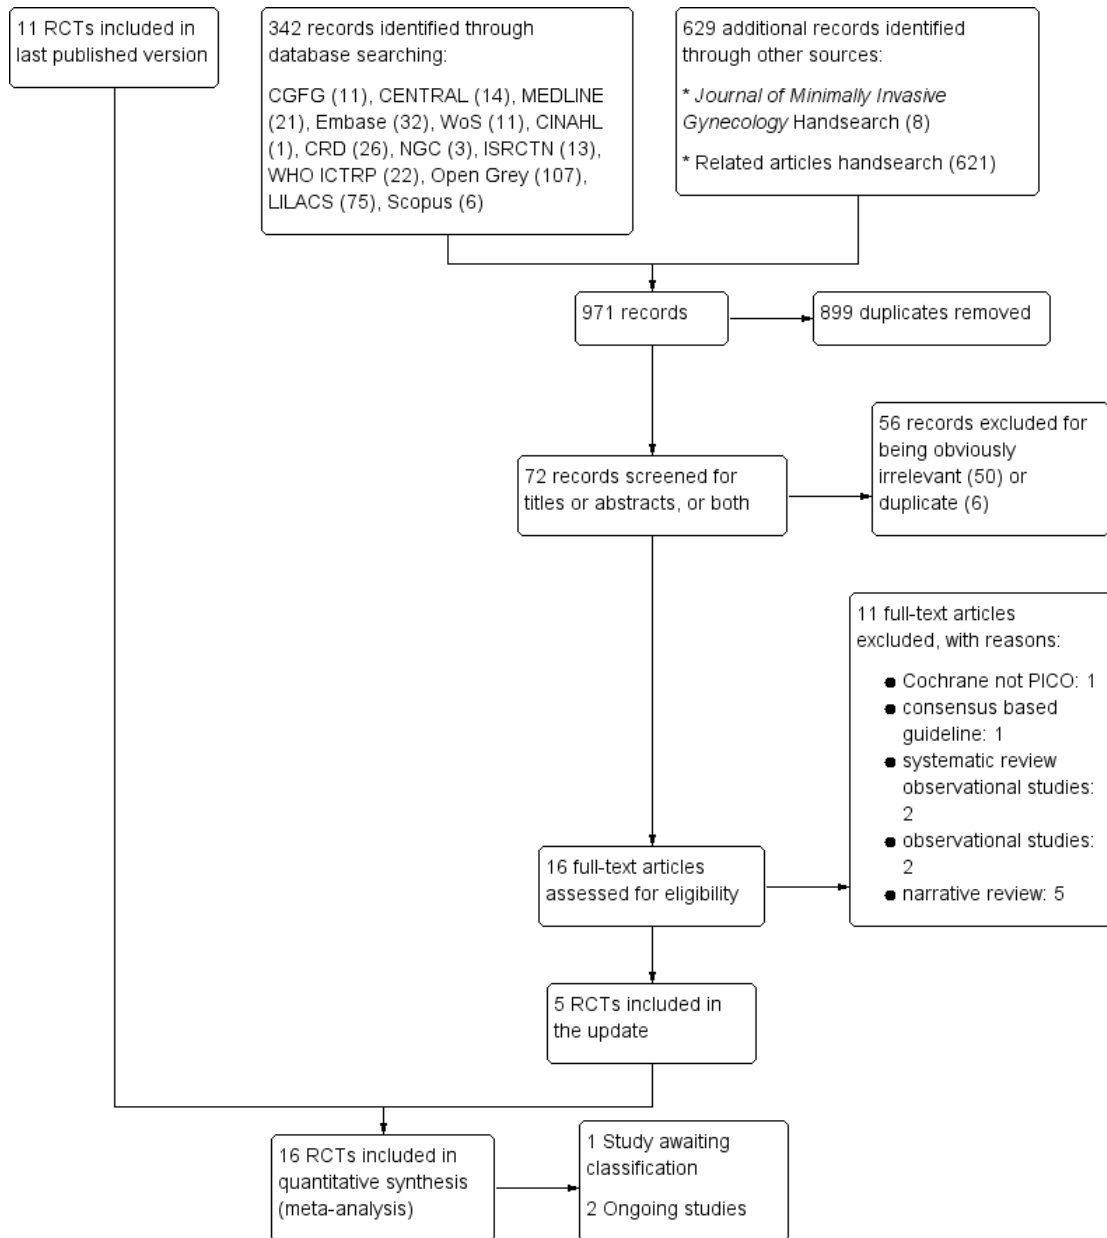 11 RCTs included in
last published version
342 records identified through
database searching:
CGFG (11), CENTRAL (14), MEDLINE
(21), Embase (32), WoS (11), CINAHL
(1), CRD (26), NGC (3), ISRCTN (13),
WHO ICTRP (22), Open Grey (107),
LILACS (75), Scopus (6)
629 additional records identified
through other sources:
* Journal of Minimally Invasive
Gynecology Handsearch (8)
* Related articles handsearch (621)
971 records
899 duplicates removed
72 records screened for
titles or abstracts, or both
56 records excluded for
being obviously
irrelevant (50) or
duplicate (6)
16 full-text articles
assessed for eligibility
11 full-text articles
excluded, with reasons:
● Cochrane not PICO: 1
● consensus based
guideline: 1
● systematic review
observational studies:
2
● observational studies:
2
● narrative review: 5
5 RCTs included in
the update
16 RCTs included in
quantitative synthesis
(meta-analysis)
1 Study awaiting
classification
2 Ongoing studies